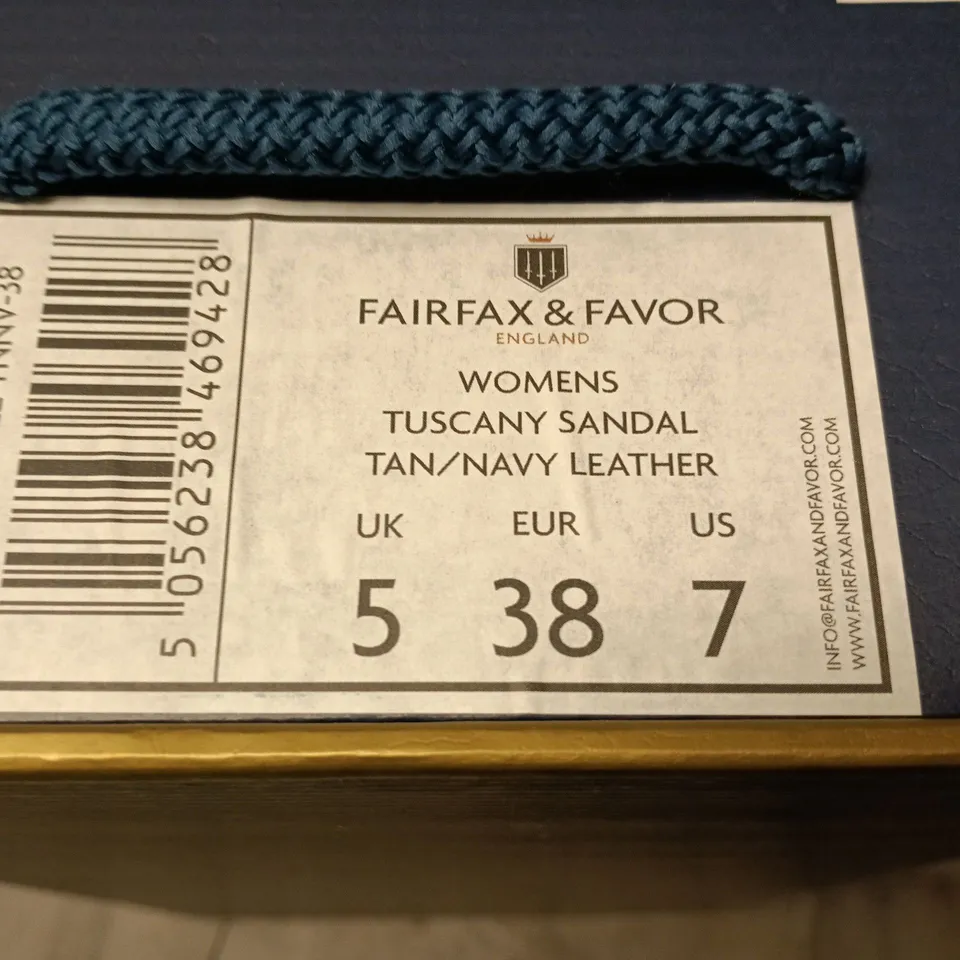 FAIRFAX & FAVOR
ENGLAND
WOMENS
TUSCANY SANDAL
TAN/NAVY LEATHER
UK EUR US
5 38 7
INFO@FAIRFAXANDFAVOR.COM
WWW.FAIRFAXANDFAVOR.COM
5 056238 469428